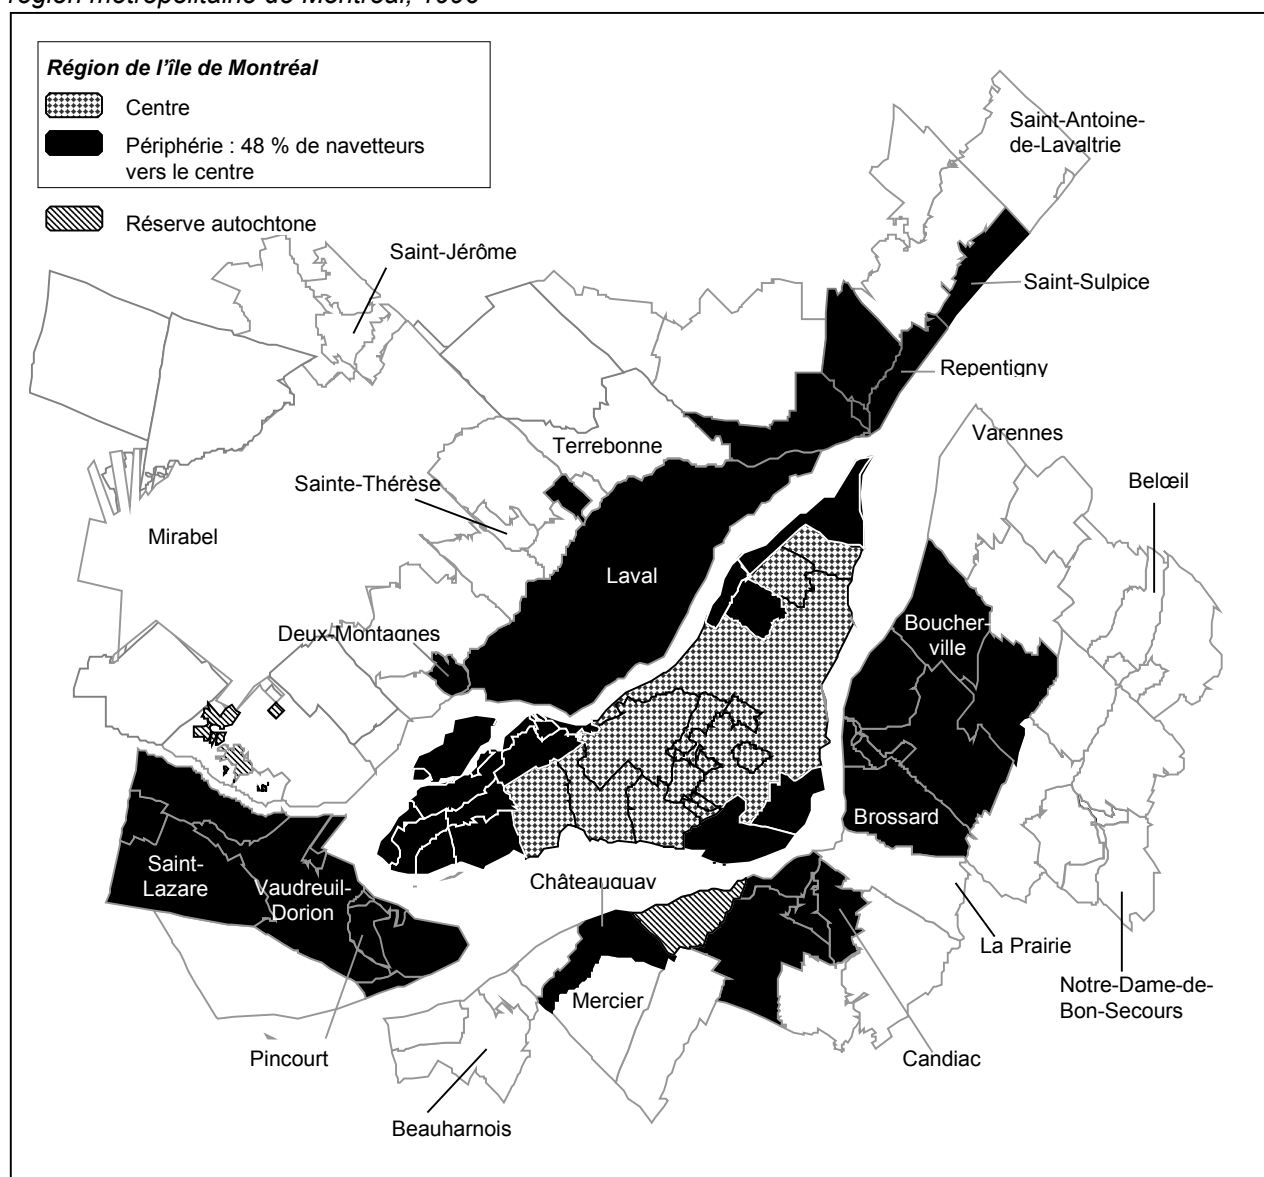 région métropolitaine de Montréal, 1996
Région de l'île de Montréal
Centre
Périphérie : 48 % de navetteurs
vers le centre
Réserve autochtone
Saint-Antoine-
de-Lavaltrie
Saint-Jérôme
Saint-Sulpice
Repentigny
Varennes
Terrebonne
Belœil
Sainte-Thérèse
Mirabel
Laval
Boucher-
ville
Deux-Montagnes
Brossard
Saint-
Lazare
Vaudreuil-
Dorion
Châteauguay
La Prairie
Mercier
Notre-Dame-de-
Bon-Secours
Pincourt
Candiac
Beauharnois